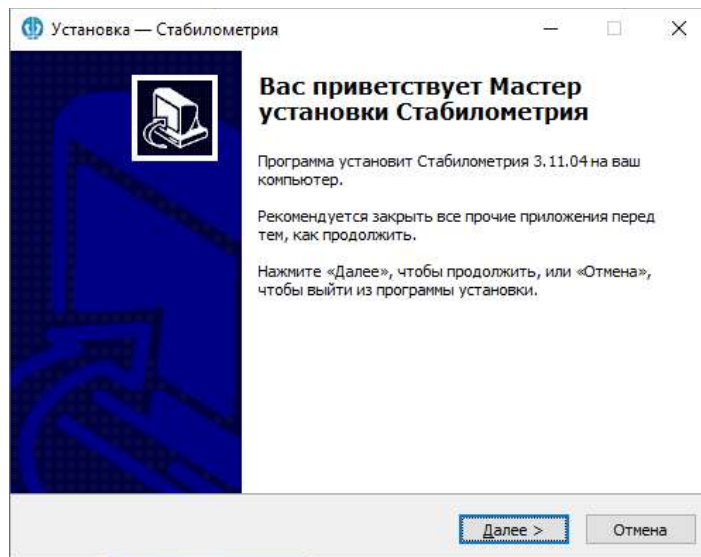 Установка — Стабилометрия
Вас приветствует Мастер
установки Стабилометрия
Программа установит Стабилометрия 3.11.04 на ваш
компьютер.
Рекомендуется закрыть все прочие приложения перед
тем, как продолжить.
Нажмите «Далее», чтобы продолжить, или «Отмена»,
чтобы выйти из программы установки.
Далее >
Отмена